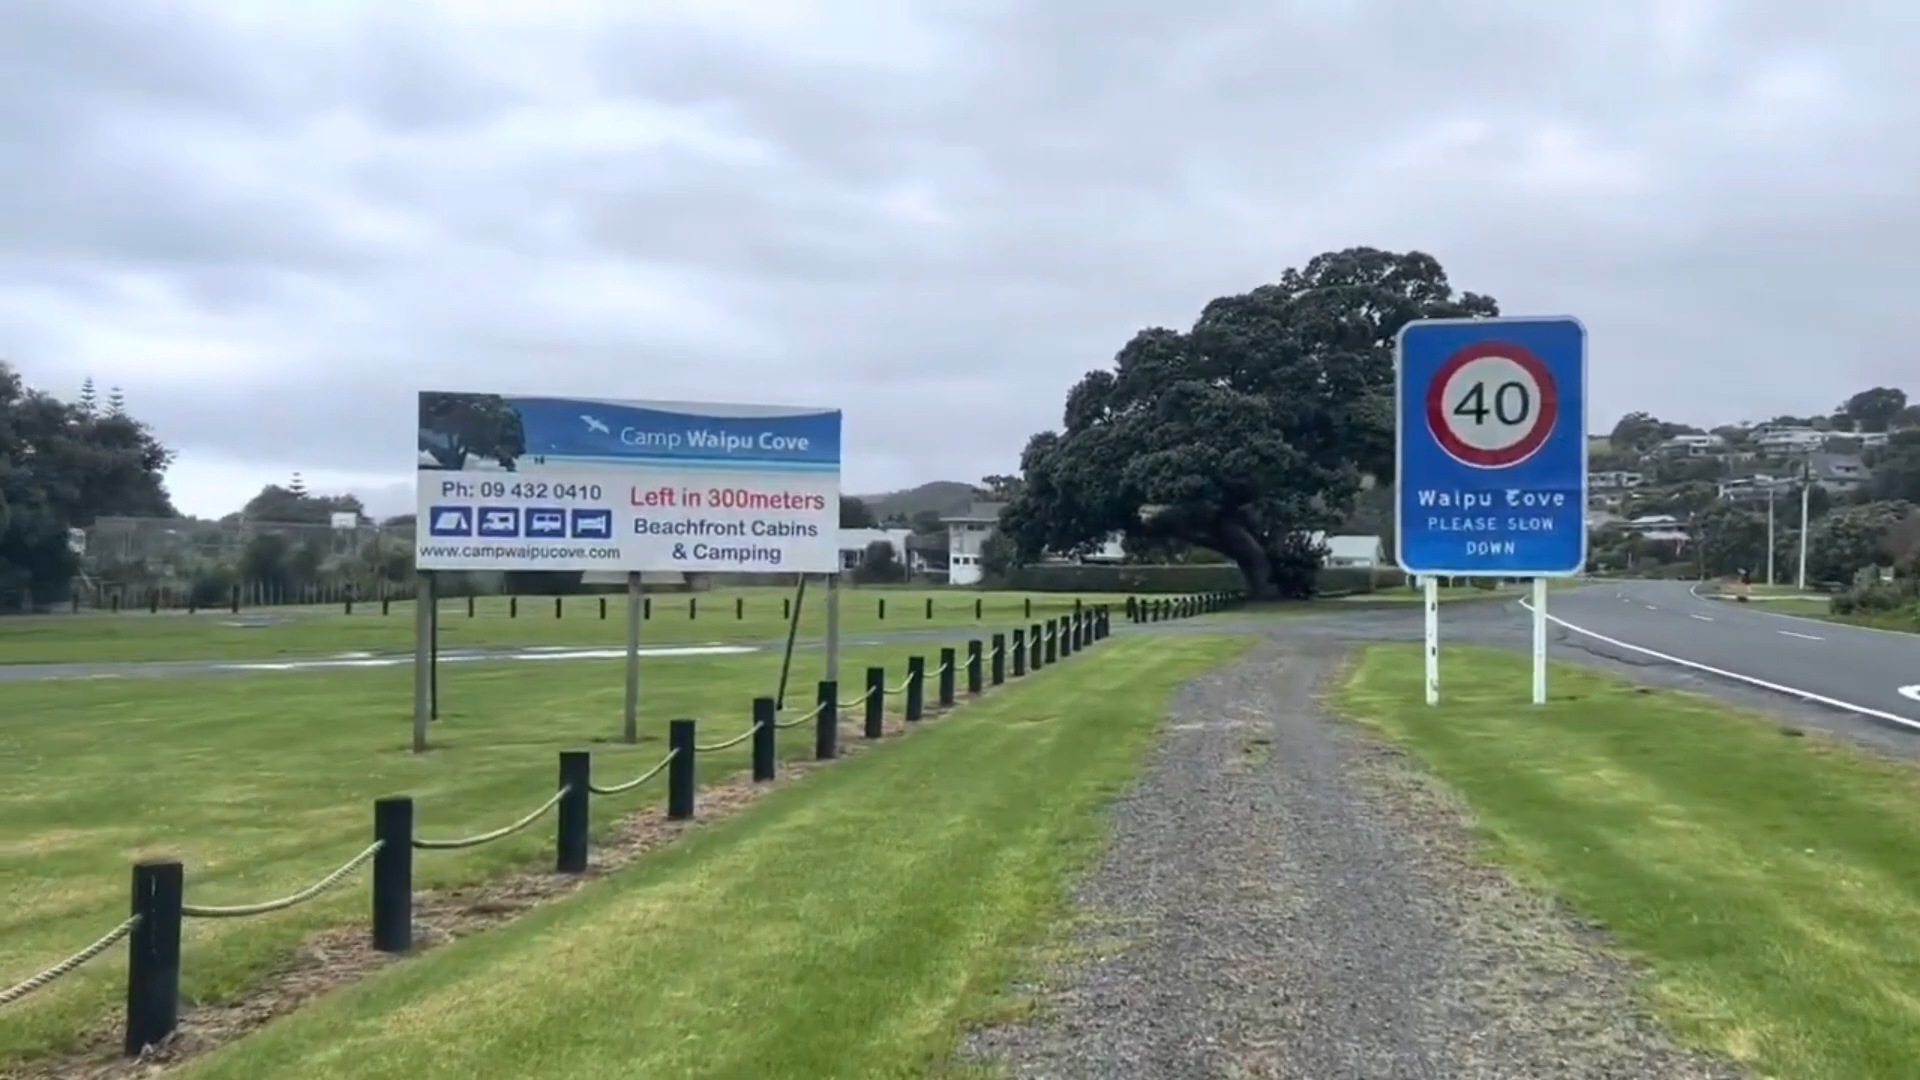 Camp Waipu Cove
Ph: 09 432 0410
www.campwaipucove.com
Left in 300meters
Beachfront Cabins
& Camping
40
Waipu Cove
PLEASE SLOW
DOWN